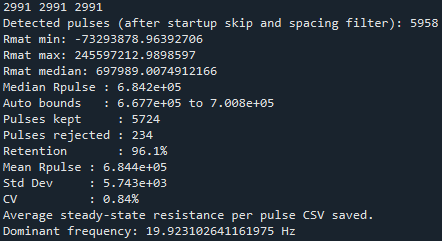 2991 2991 2991
Detected pulses (after startup skip and spacing filter): 5958
Rmat min: -73293878.96392706
Rmat max: 245597212.9898597
Rmat median: 697989.0074912166
Median Rpulse : 6.842e+05
Auto bounds   : 6.677e+05 to 7.008e+05
Pulses kept     : 5724
Pulses rejected : 234
Retention       : 96.1%
Mean Rpulse : 6.844e+05
Std Dev     : 5.743e+03
CV          : 0.84%
Average steady-state resistance per pulse CSV saved.
Dominant frequency: 19.923102641161975 Hz